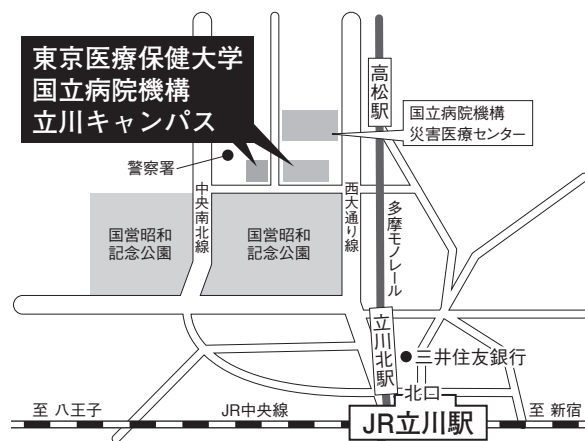 東京医療保健大学
国立病院機構
立川キャンパス
高松駅
国立病院機構
災害医療センター
警察署
中央南北線
西大通り線
多摩モノレール
国営昭和
記念公園
国営昭和
記念公園
立川北駅
三井住友銀行
北口
至 八王子
JR中央線
JR立川駅
至 新宿